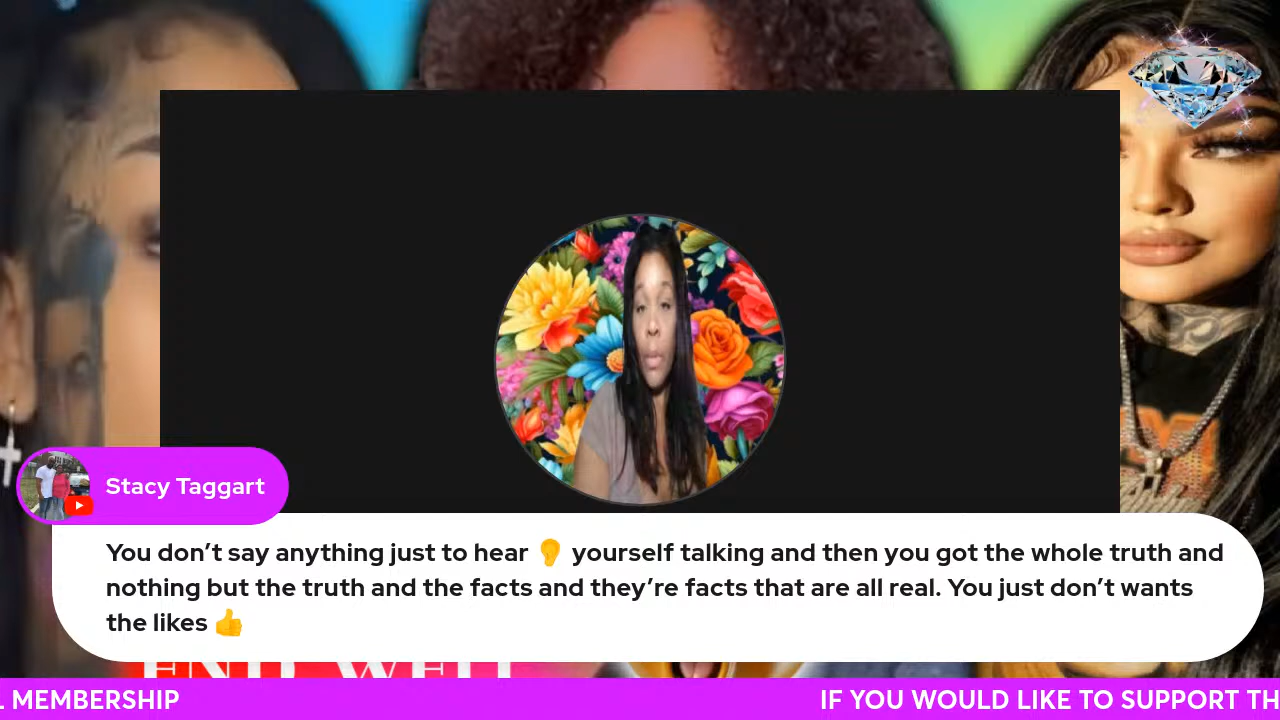 Stacy Taggart
You don’t say anything just to hear 👂 yourself talking and then you got the whole truth and
nothing but the truth and the facts and they’re facts that are all real. You just don’t wants
the likes 👍
END WELL
MEMBERSHIP
IF YOU WOULD LIKE TO SUPPORT TH